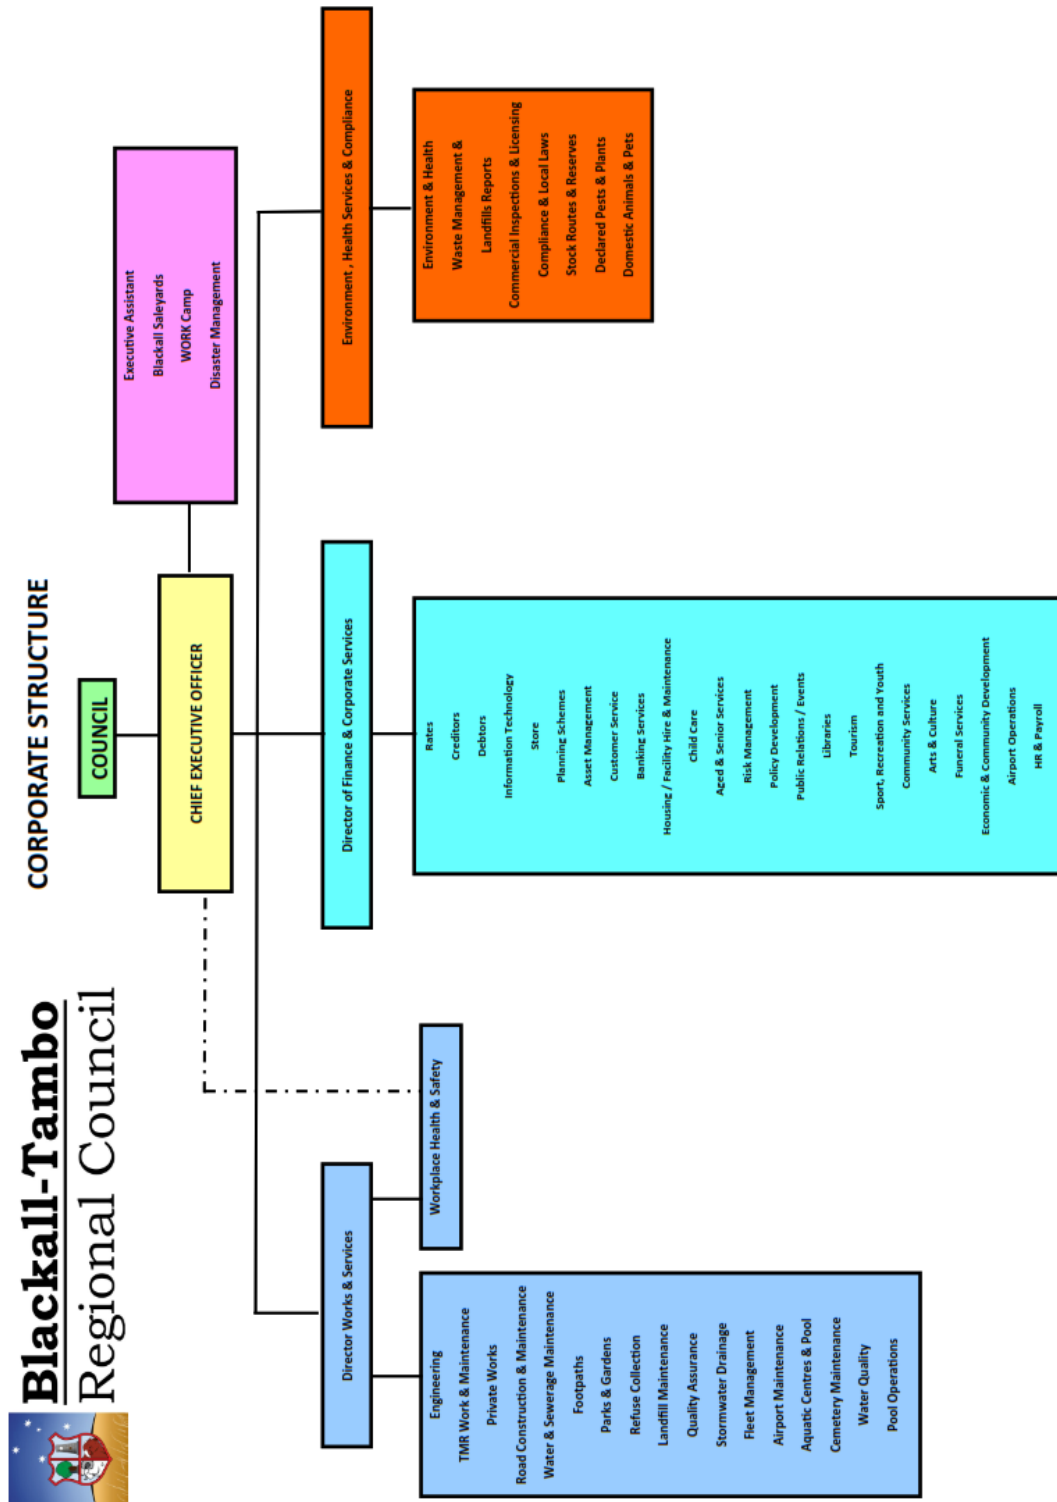 Blackall-Tambo
Regional Council
CORPORATE STRUCTURE
COUNCIL
CHIEF EXECUTIVE OFFICER
Executive Assistant
Blackall Saleyards
WORK Camp
Disaster Management
Director Works & Services
Director of Finance & Corporate Services
Environment , Health Services & Compliance
Engineering
TMR Work & Maintenance
Private Works
Road Construction & Maintenance
Water & Sewerage Maintenance
Footpaths
Parks & Gardens
Refuse Collection
Landfill Maintenance
Quality Assurance
Stormwater Drainage
Fleet Management
Airport Maintenance
Aquatic Centres & Pool
Cemetery Maintenance
Water Quality
Pool Operations
Workplace Health & Safety
Rates
Creditors
Debtors
Information Technology
Store
Planning Schemes
Asset Management
Customer Service
Banking Services
Housing / Facility Hire & Maintenance
Child Care
Aged & Senior Services
Risk Management
Policy Development
Public Relations / Events
Libraries
Tourism
Sport, Recreation and Youth
Community Services
Arts & Culture
Funeral Services
Economic & Community Development
Airport Operations
HR & Payroll
Environment & Health
Waste Management &
Landfills Reports
Commercial Inspections & Licensing
Compliance & Local Laws
Stock Routes & Reserves
Declared Pests & Plants
Domestic Animals & Pets